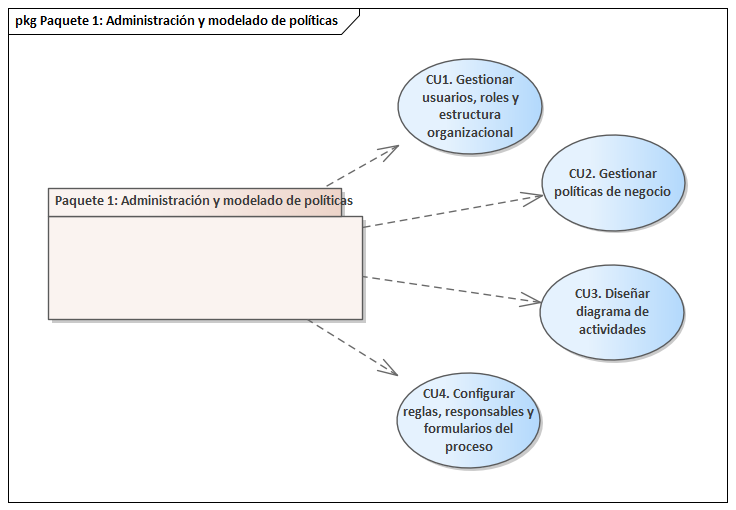 pkg Paquete 1: Administración y modelado de políticas
CU1. Gestionar
usuarios, roles y
estructura
organizacional
CU2. Gestionar
políticas de negocio
Paquete 1: Administración y modelado de políticas
CU3. Diseñar
diagrama de
actividades
CU4. Configurar
reglas, responsables y
formularios del
proceso